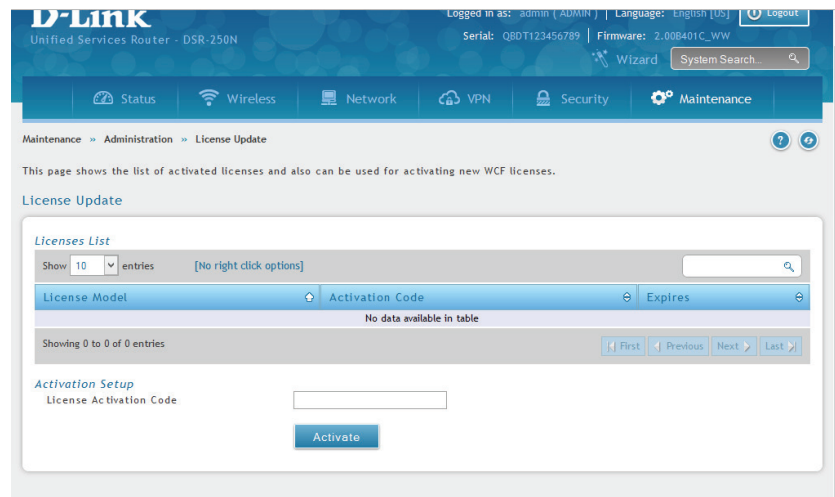 D-Link
Logged in as: admin ( ADMIN ) | Language: English [US] Logout
Unified Services Router - DSR-250N
Serial: QBDT123456789 | Firmware: 2.00B401C_WW
Wizard System Search...
Status Wireless Network VPN Security Maintenance
Maintenance » Administration » License Update
This page shows the list of activated licenses and also can be used for activating new WCF licenses.
License Update
Licenses List
Show 10 entries [No right click options]
License Model Activation Code Expires
No data available in table
Showing 0 to 0 of 0 entries
First Previous Next Last
Activation Setup
License Activation Code
Activate